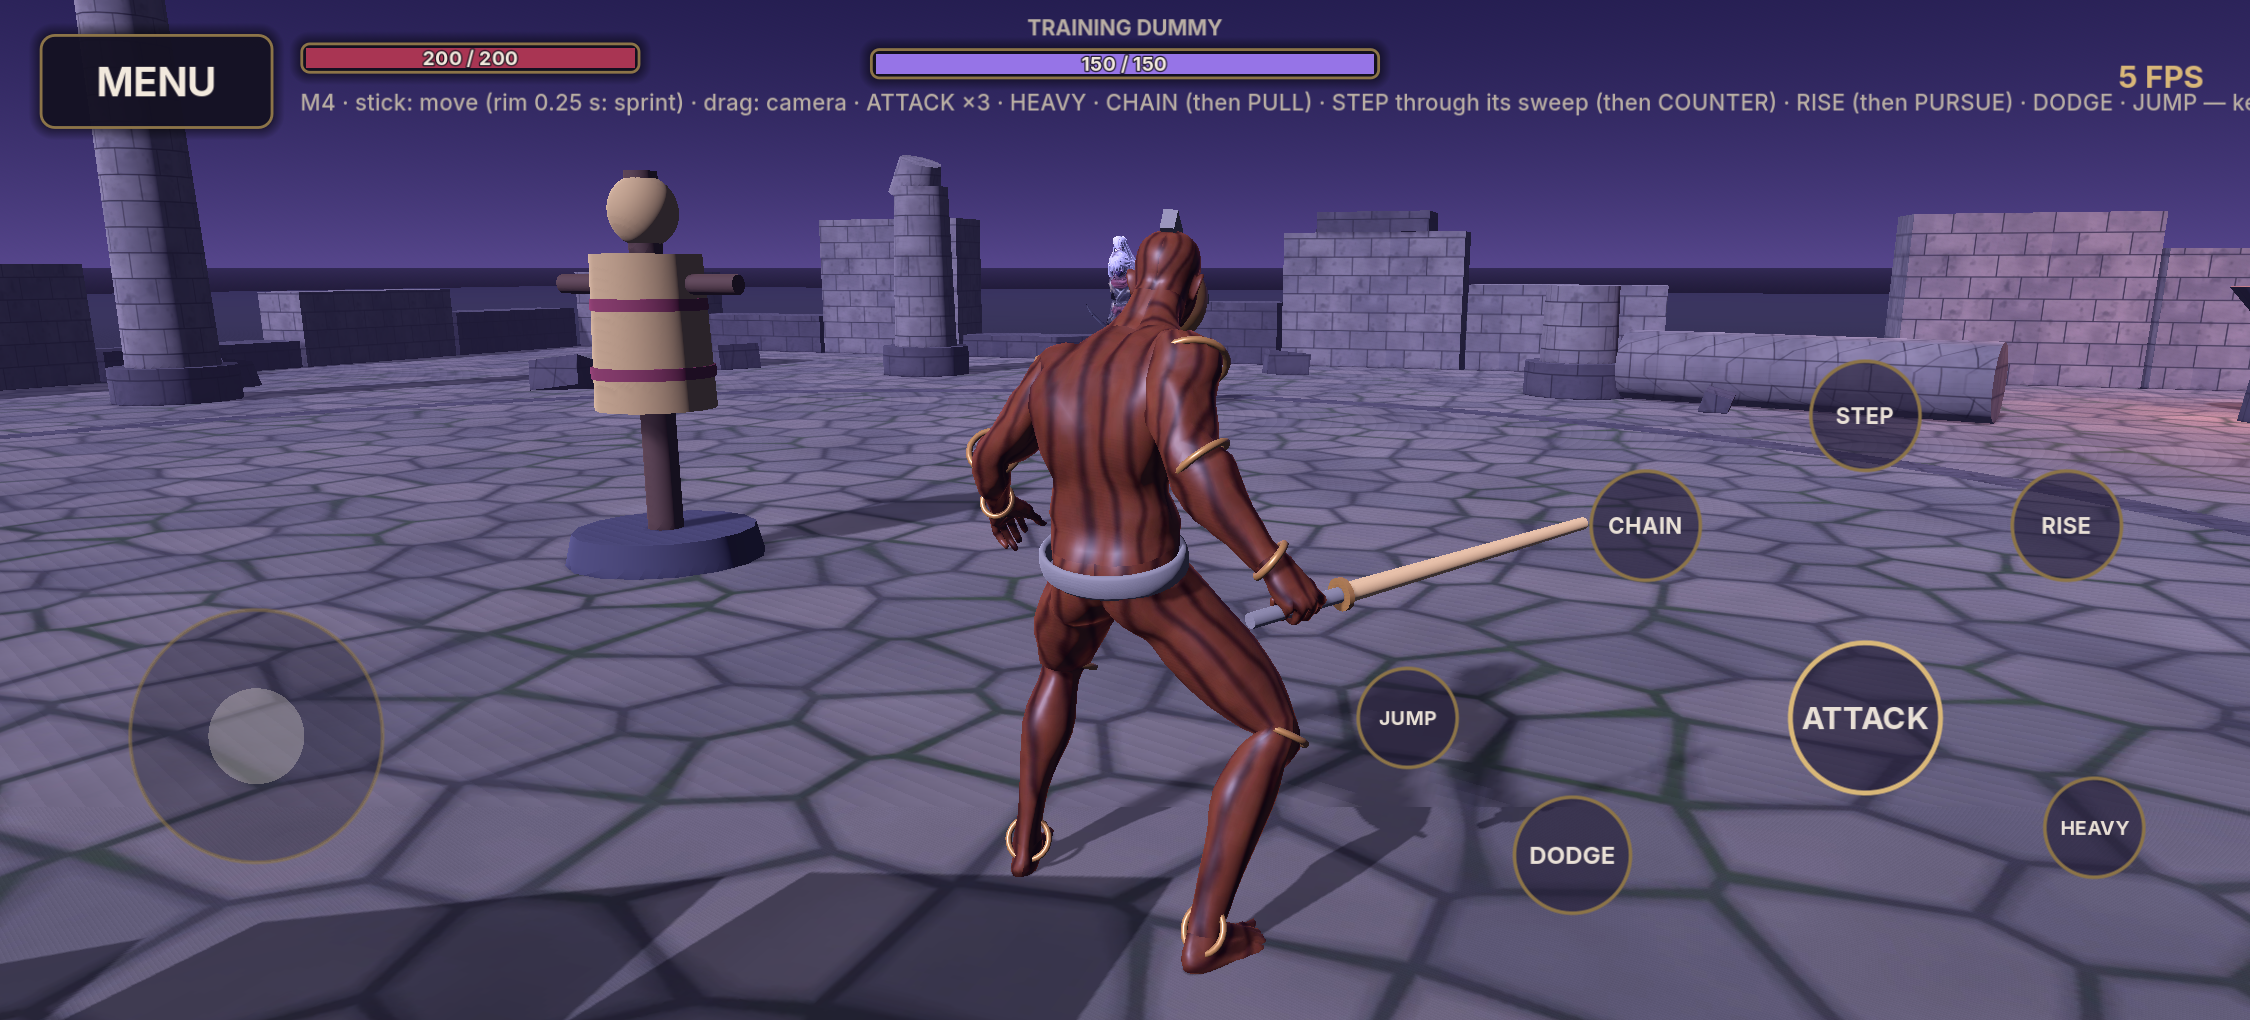 TRAINING DUMMY
MENU
200 / 200
150 / 150
5 FPS
M4 · stick: move (rim 0.25 s: sprint) · drag: camera · ATTACK ×3 · HEAVY · CHAIN (then PULL) · STEP through its sweep (then COUNTER) · RISE (then PURSUE) · DODGE · JUMP — ke
STEP
CHAIN
RISE
JUMP
ATTACK
HEAVY
DODGE